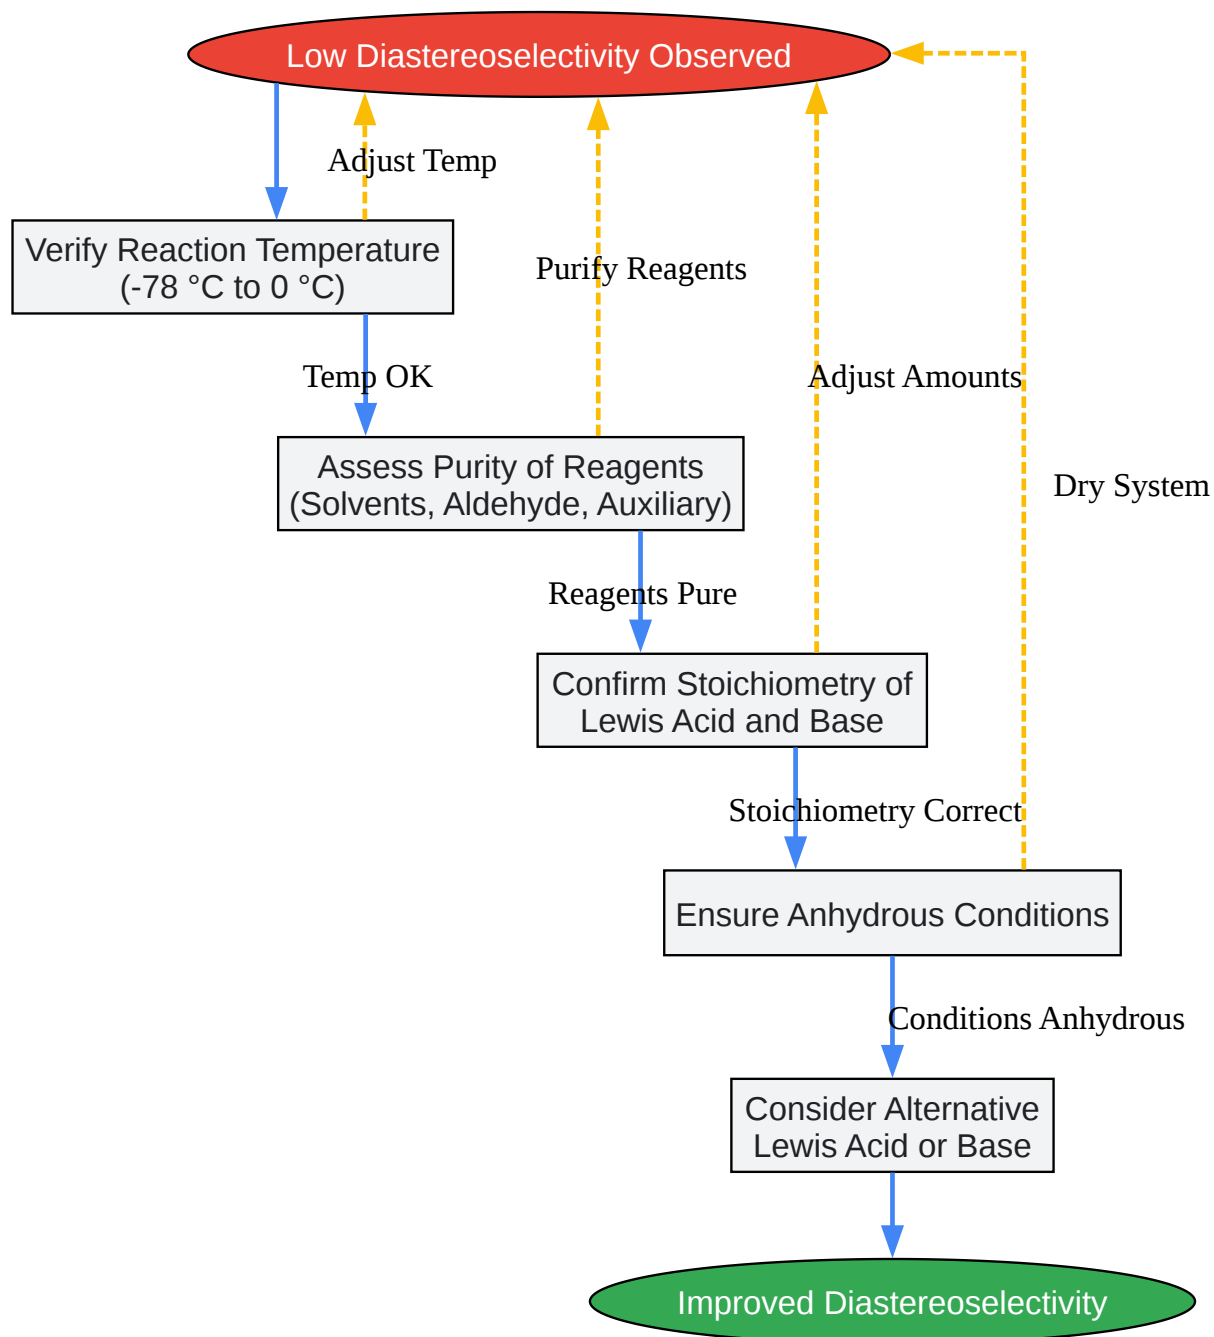 Low Diastereoselectivity Observed
Adjust Temp
Verify Reaction Temperature
(-78 °C to 0 °C)
Purify Reagents
Temp OK
Adjust Amounts
Assess Purity of Reagents
(Solvents, Aldehyde, Auxiliary)
Dry System
Reagents Pure
Confirm Stoichiometry of
Lewis Acid and Base
Stoichiometry Correct
Ensure Anhydrous Conditions
Conditions Anhydrous
Consider Alternative
Lewis Acid or Base
Improved Diastereoselectivity